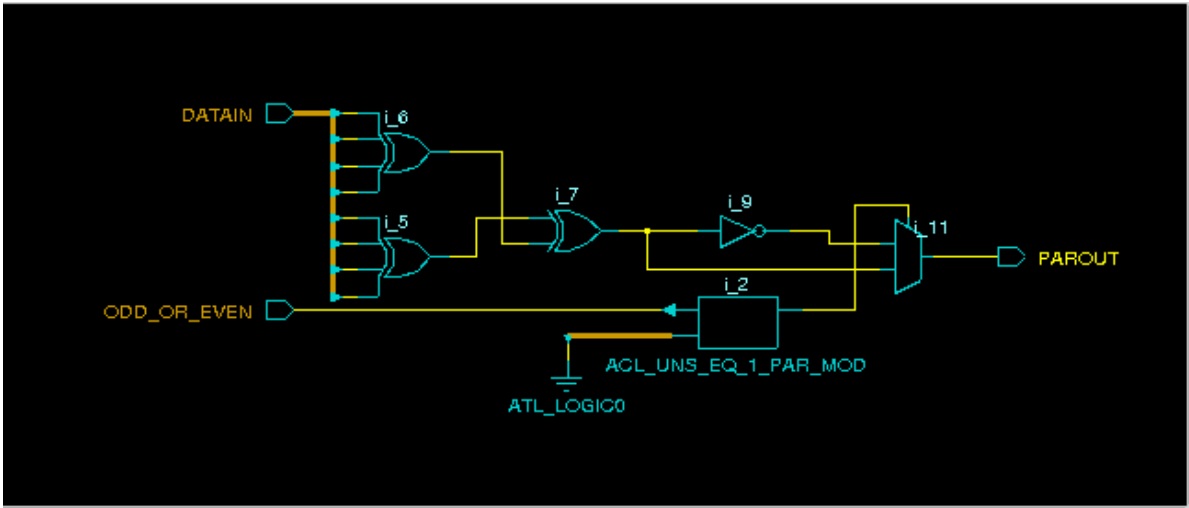 DATAIN
i_6
i_5
i_7
i_9
i_11
PAROUT
i_2
ODD_OR_EVEN
ACL_UNS_EQ_1_PAR_MOD
ATL_LOGIC0